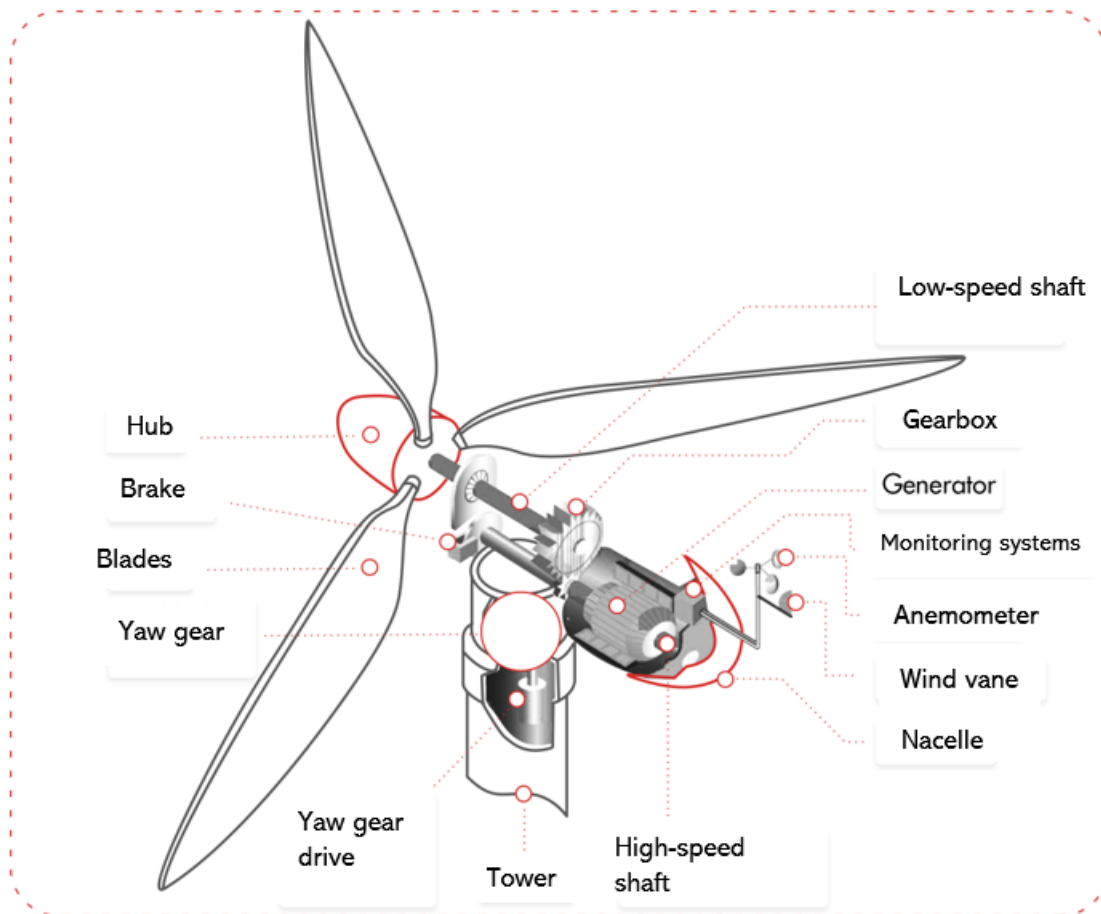 Low-speed shaft
Hub
Gearbox
Brake
Generator
Blades
Monitoring systems
Yaw gear
Anemometer
Wind vane
Nacelle
Yaw gear
drive
Tower
High-speed
shaft